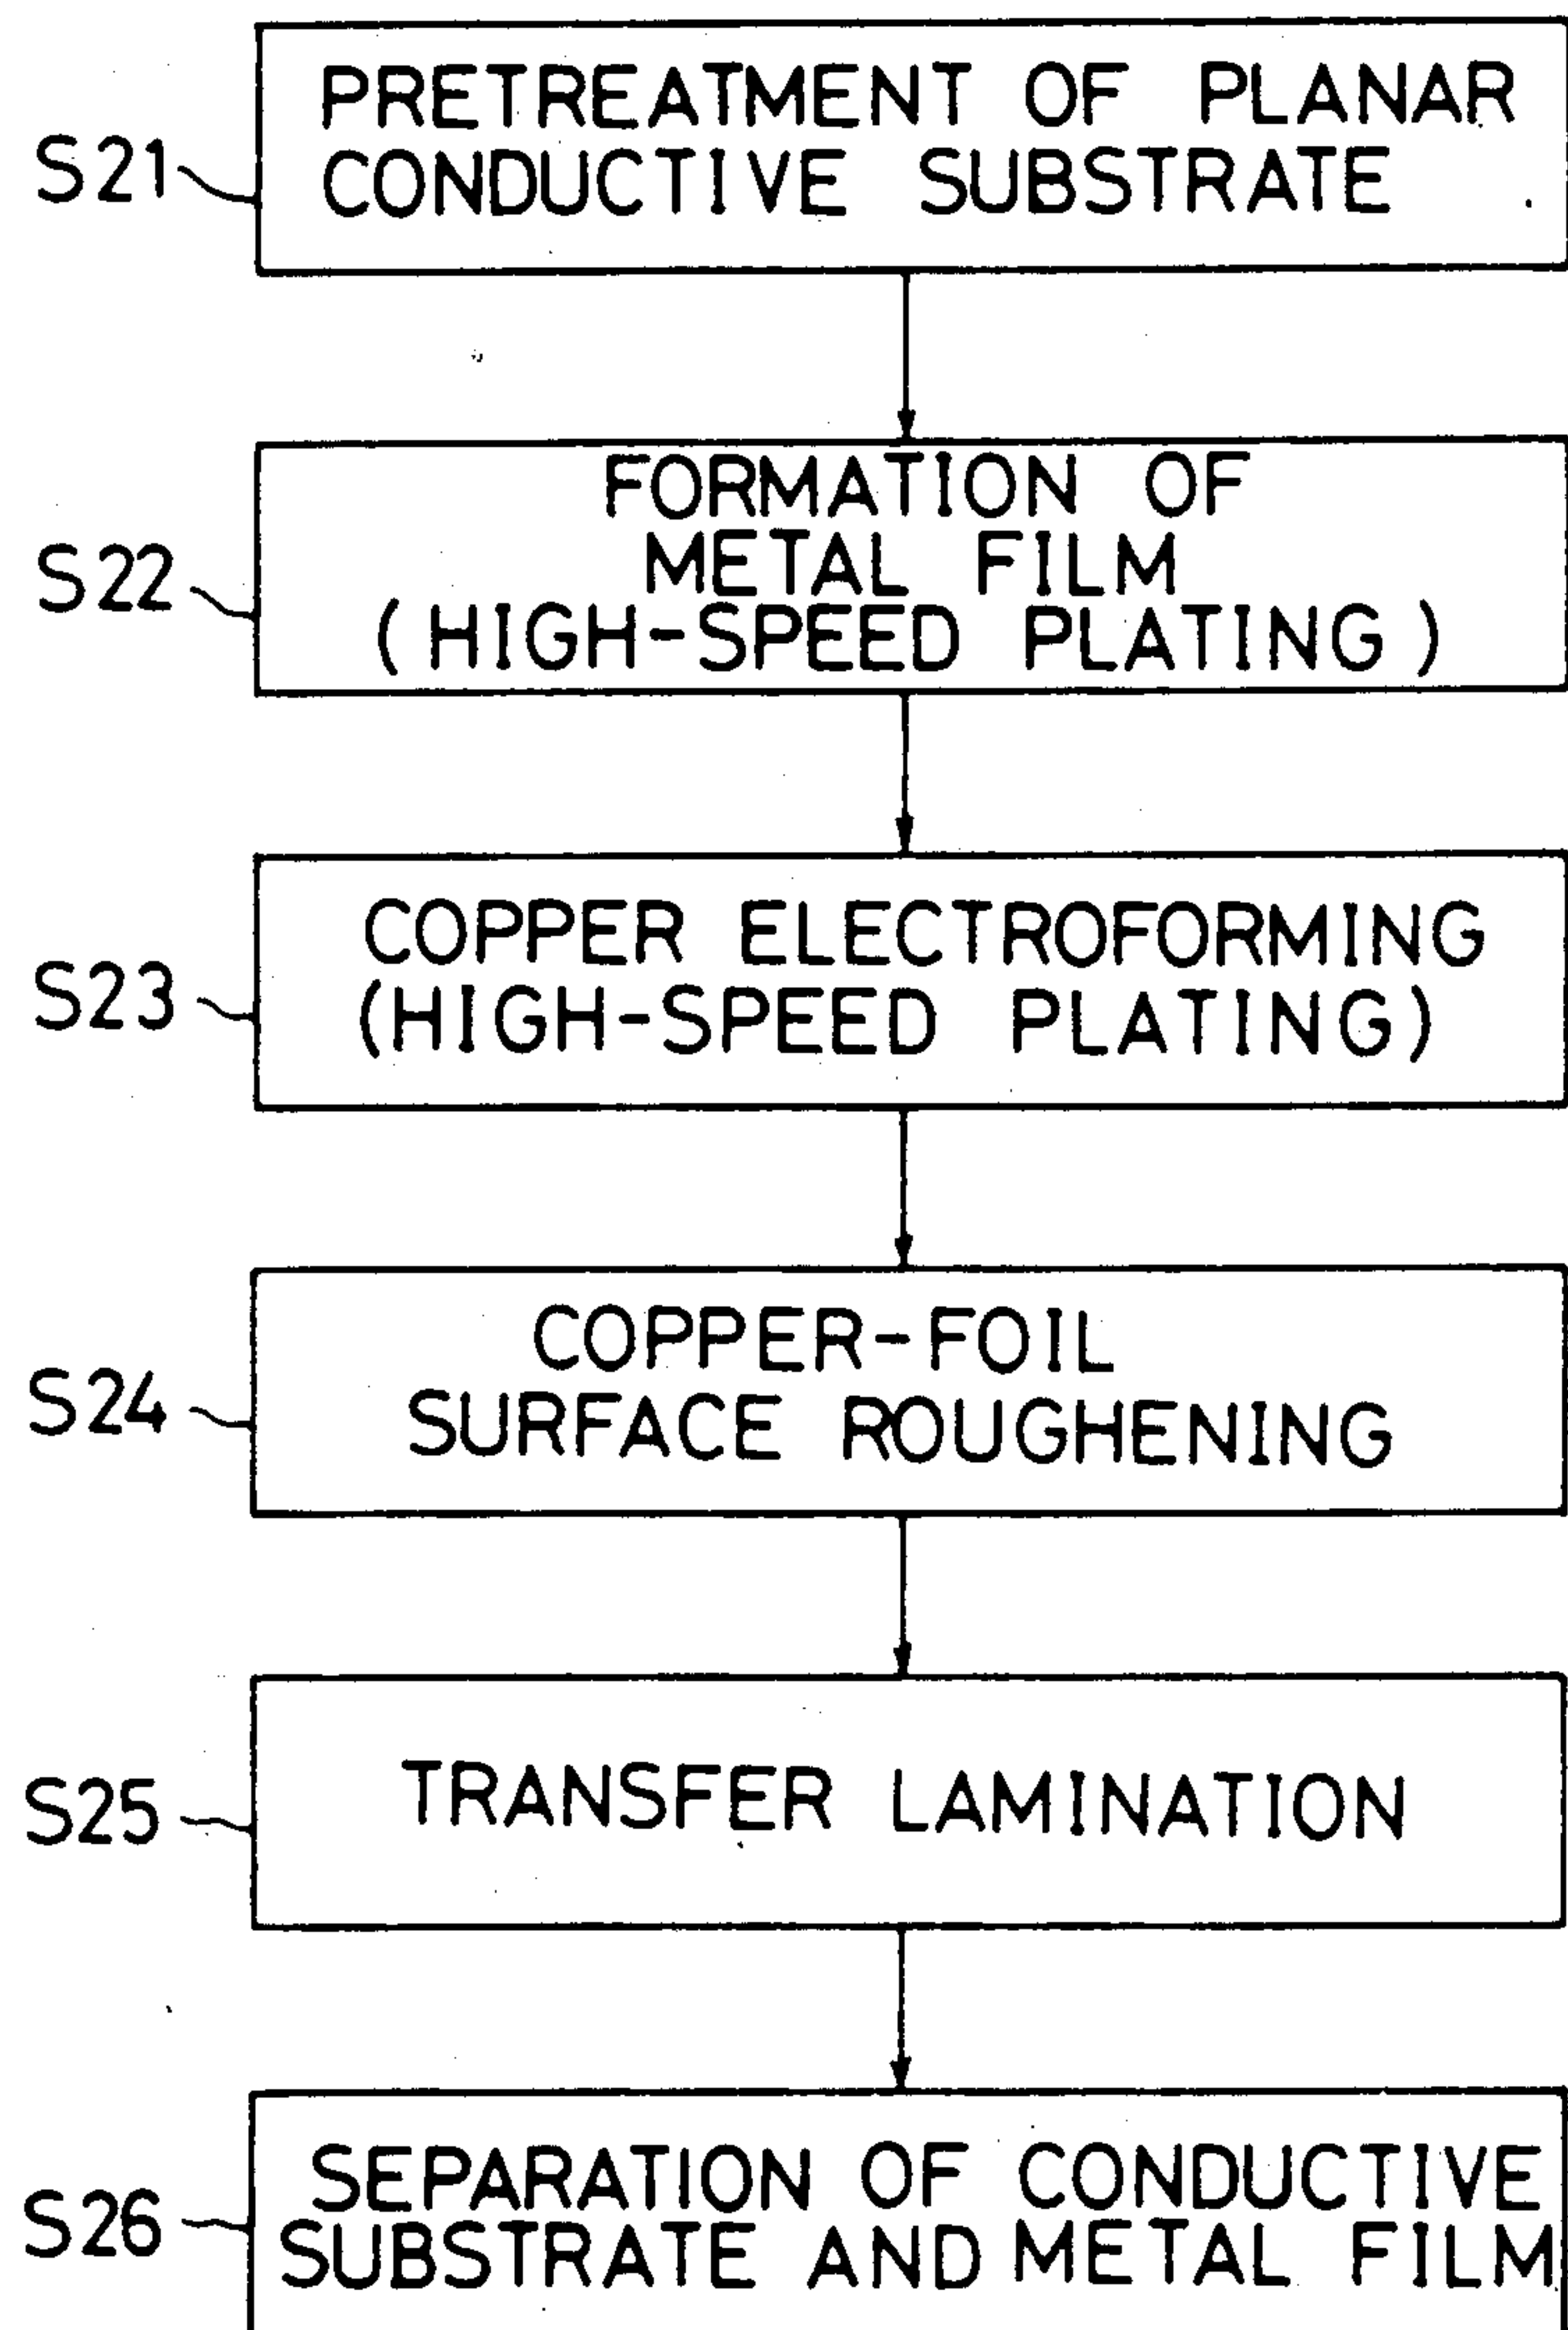 PRETREATMENT OF PLANAR
S21
CONDUCTIVE SUBSTRATE
FORMATION OF
METAL FILM
S22
(HIGH-SPEED PLATING)
COPPER ELECTROFORMING
S23
(HIGH-SPEED PLATING)
COPPER-FOIL
S24
SURFACE ROUGHENING
S25
TRANSFER LAMINATION
SEPARATION OF CONDUCTIVE
S26
SUBSTRATE AND METAL FILM